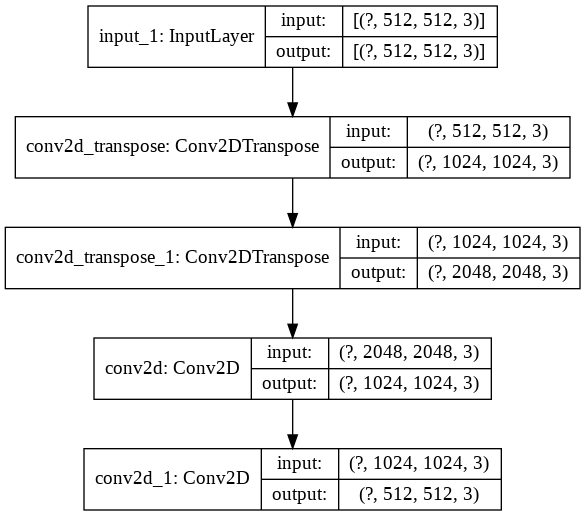 input_1: InputLayer
input:
[(?, 512, 512, 3)]
output:
[(?, 512, 512, 3)]
conv2d_transpose: Conv2DTranspose
input:
(?, 512, 512, 3)
output:
(?, 1024, 1024, 3)
conv2d_transpose_1: Conv2DTranspose
input:
(?, 1024, 1024, 3)
output:
(?, 2048, 2048, 3)
conv2d: Conv2D
input:
(?, 2048, 2048, 3)
output:
(?, 1024, 1024, 3)
conv2d_1: Conv2D
input:
(?, 1024, 1024, 3)
output:
(?, 512, 512, 3)